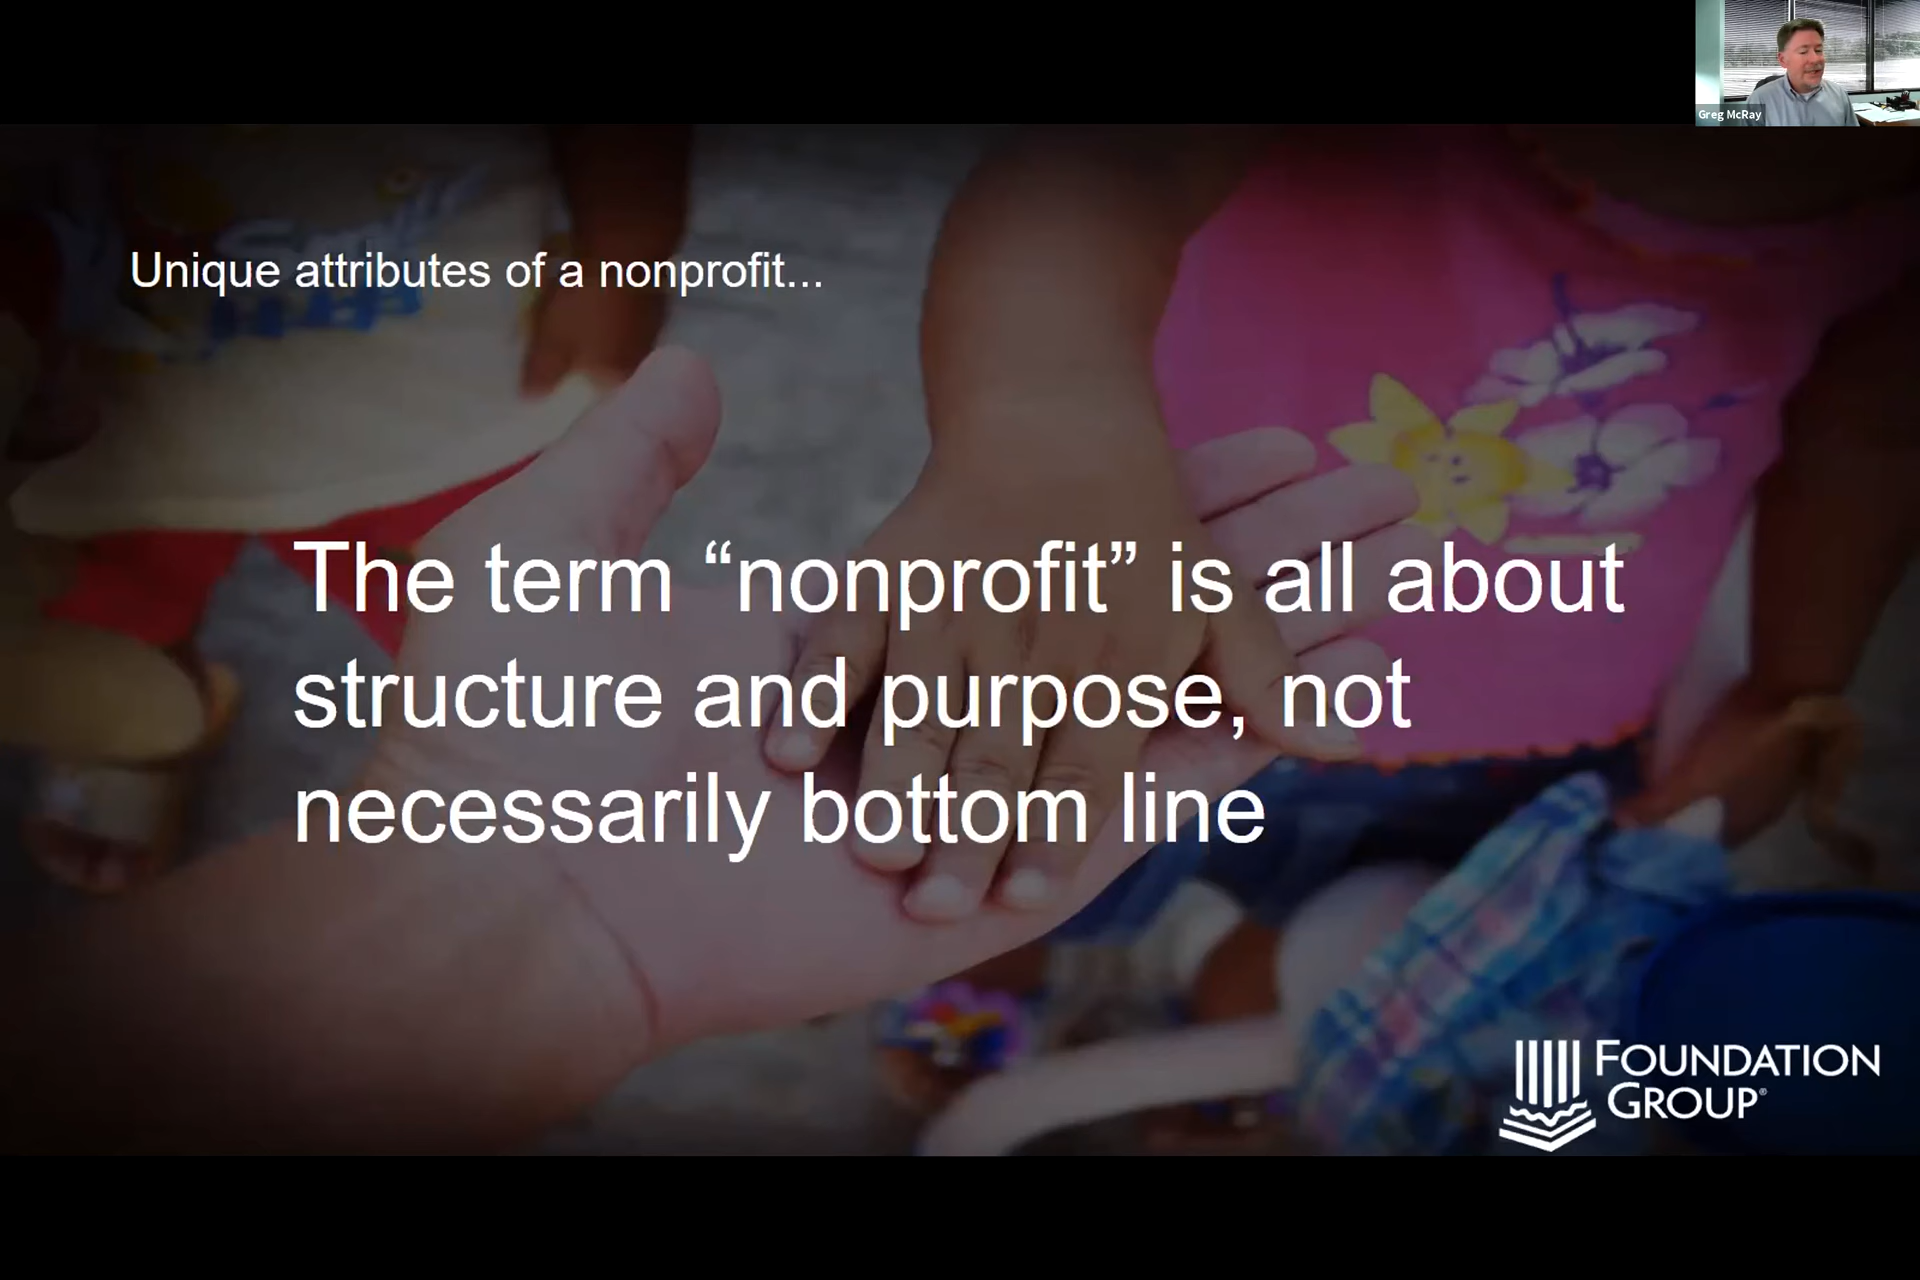 Greg McRay
Unique attributes of a nonprofit...
The term “nonprofit” is all about
structure and purpose, not
necessarily bottom line
FOUNDATION
GROUP®